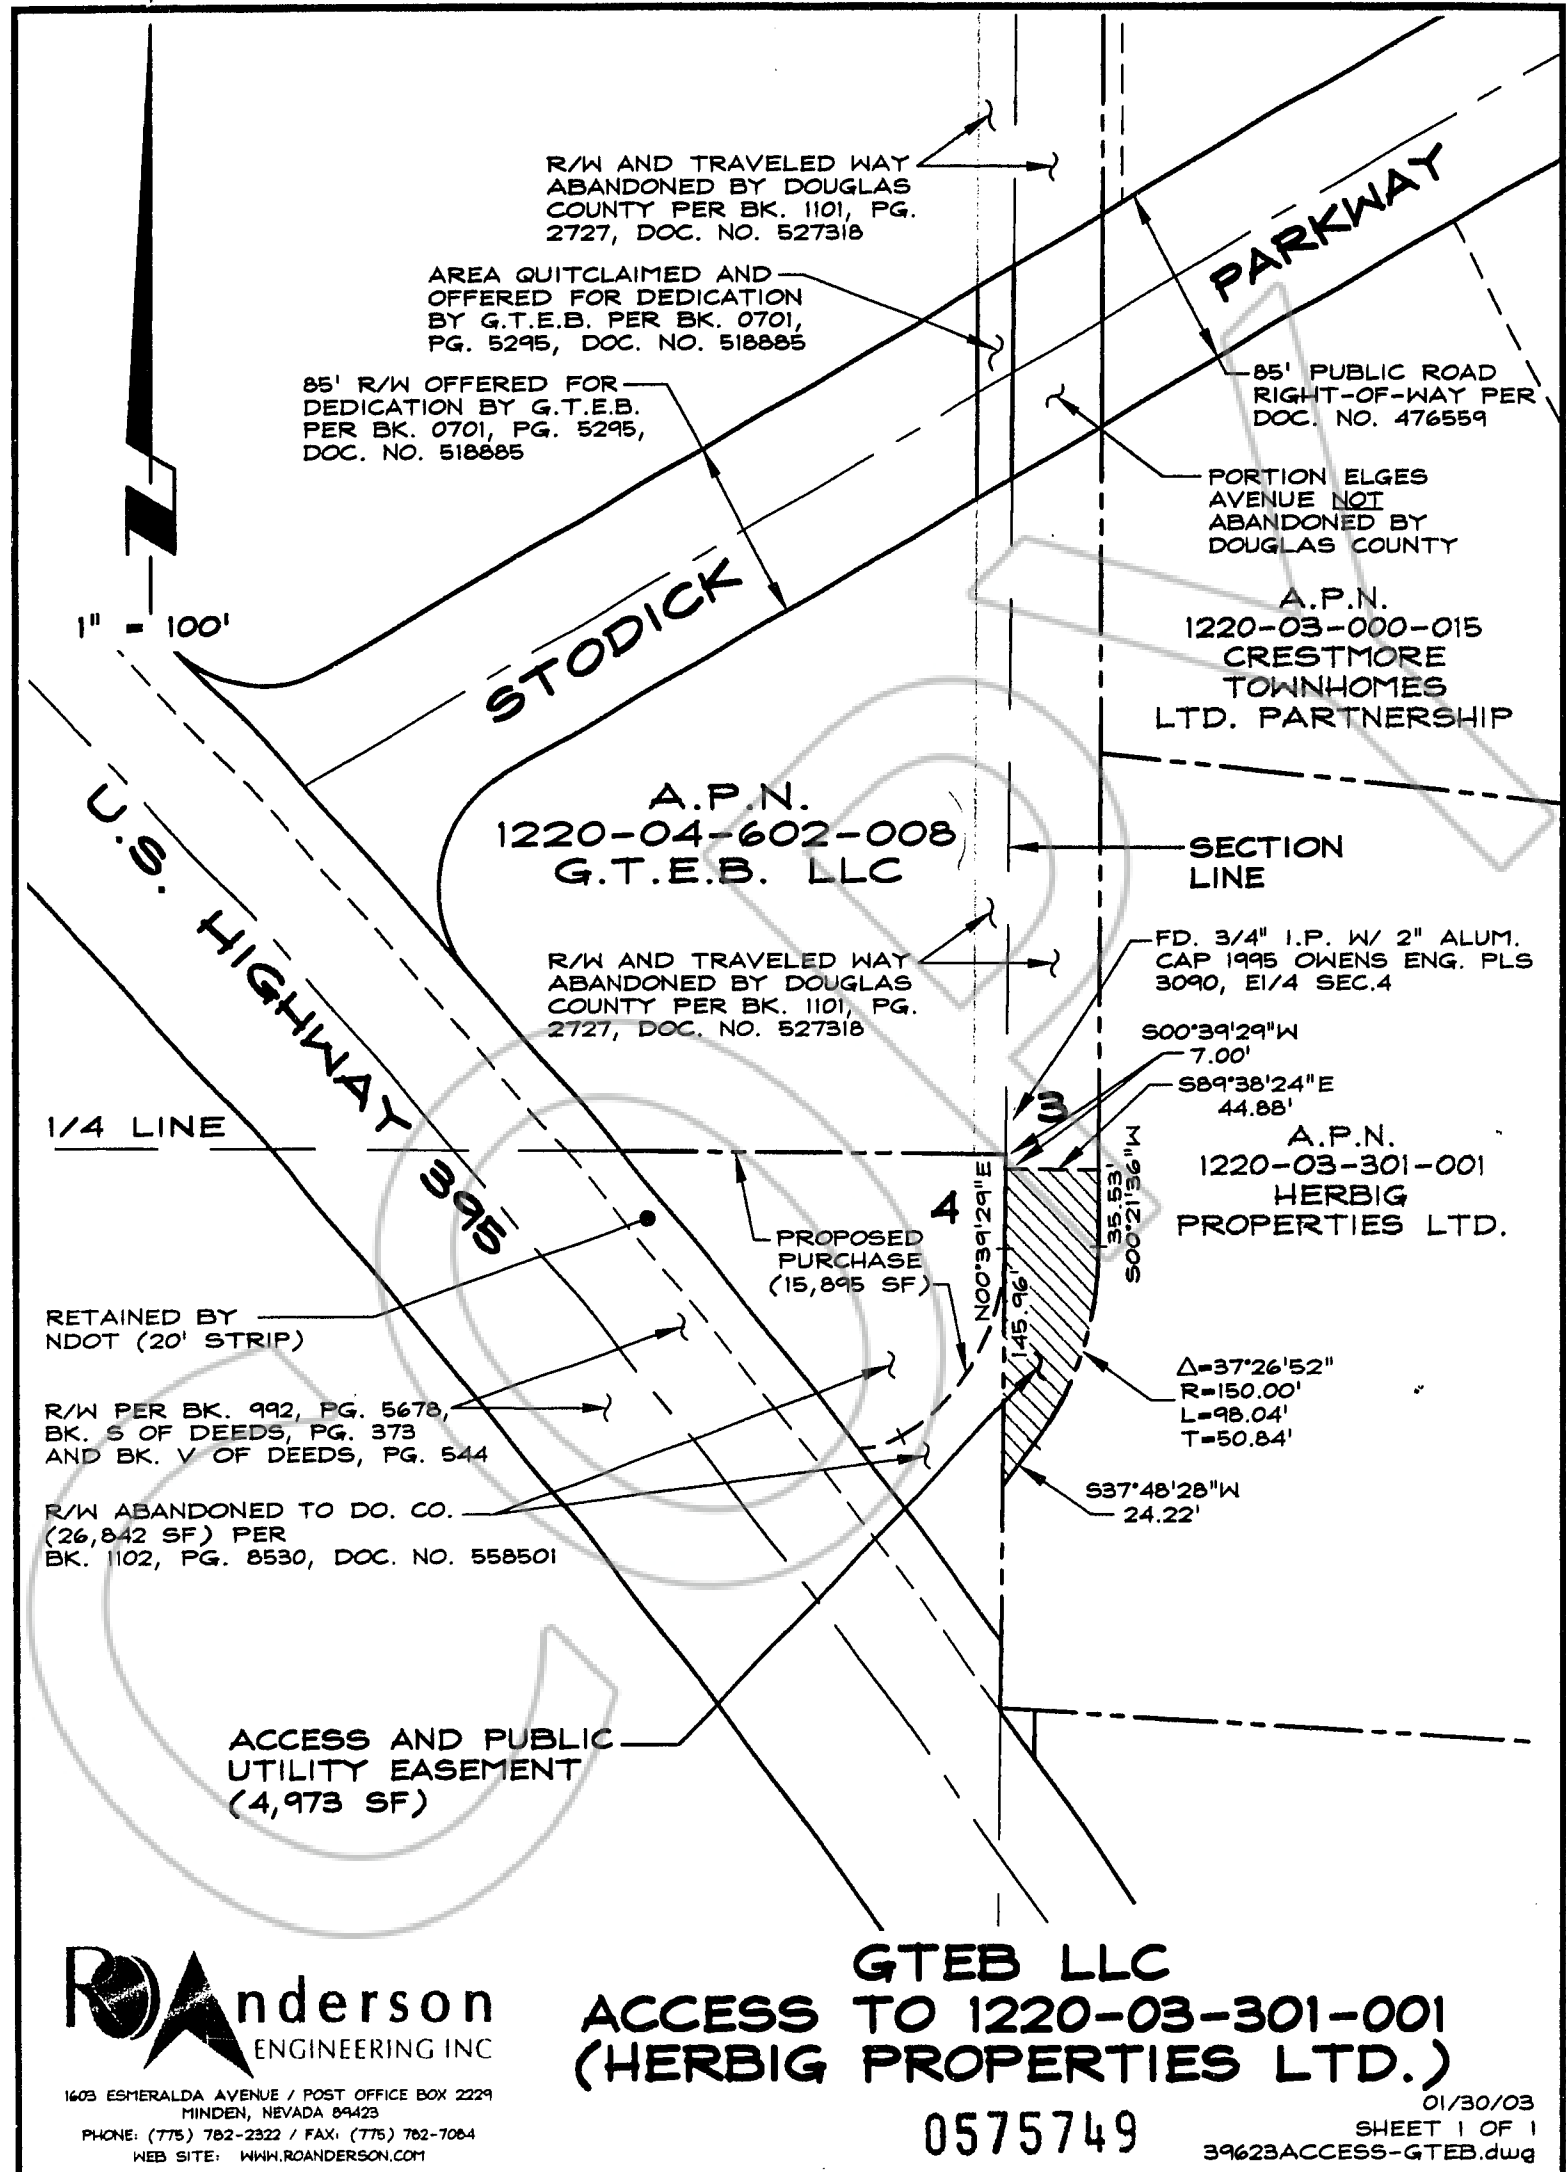 R/W AND TRAVELED WAY
ABANDONED BY DOUGLAS
COUNTY PER BK. 1101, PG.
2727, DOC. NO. 527318
AREA QUITCLAIMED AND
OFFERED FOR DEDICATION
BY G.T.E.B. PER BK. 0701,
PG. 5295, DOC. NO. 518885
85' R/W OFFERED FOR
DEDICATION BY G.T.E.B.
PER BK. 0701, PG. 5295,
DOC. NO. 518885
PARKWAY
85' PUBLIC ROAD
RIGHT-OF-WAY PER
DOC. NO. 476559
PORTION ELGES
AVENUE NOT
ABANDONED BY
DOUGLAS COUNTY
1" = 100'
STODICK
A.P.N.
1220-03-000-015
CRESTMORE
TOWNHOMES
LTD. PARTNERSHIP
A.P.N.
1220-04-602-008
G.T.E.B. LLC
SECTION
LINE
U.S. HIGHWAY 395
R/W AND TRAVELED WAY
ABANDONED BY DOUGLAS
COUNTY PER BK. 1101, PG.
2727, DOC. NO. 527318
FD. 3/4" I.P. W/ 2" ALUM.
CAP 1995 OWENS ENG. PLS
3090, E1/4 SEC.4
S00°39'29"W
7.00'
S89°38'24"E
44.88'
3
1/4 LINE
A.P.N.
1220-03-301-001
HERBIG
PROPERTIES LTD.
4
N00°39'29"E
145.96'
35.53'
S00°21'36"W
PROPOSED
PURCHASE
(15,895 SF)
RETAINED BY
NDOT (20' STRIP)
Δ=37°26'52"
R=150.00'
L=98.04'
T=50.84'
R/W PER BK. 992, PG. 5678,
BK. S OF DEEDS, PG. 373
AND BK. V OF DEEDS, PG. 544
S37°48'28"W
24.22'
R/W ABANDONED TO DO. CO.
(26,842 SF) PER
BK. 1102, PG. 8530, DOC. NO. 558501
ACCESS AND PUBLIC
UTILITY EASEMENT
(4,973 SF)
COPY
ROAnderson
ENGINEERING INC
1603 ESMERALDA AVENUE / POST OFFICE BOX 2229
MINDEN, NEVADA 89423
PHONE: (775) 782-2322 / FAX: (775) 782-7084
WEB SITE: WWW.ROANDERSON.COM
GTEB LLC
ACCESS TO 1220-03-301-001
(HERBIG PROPERTIES LTD.)
0575749
01/30/03
SHEET 1 OF 1
39623ACCESS-GTEB.dwg